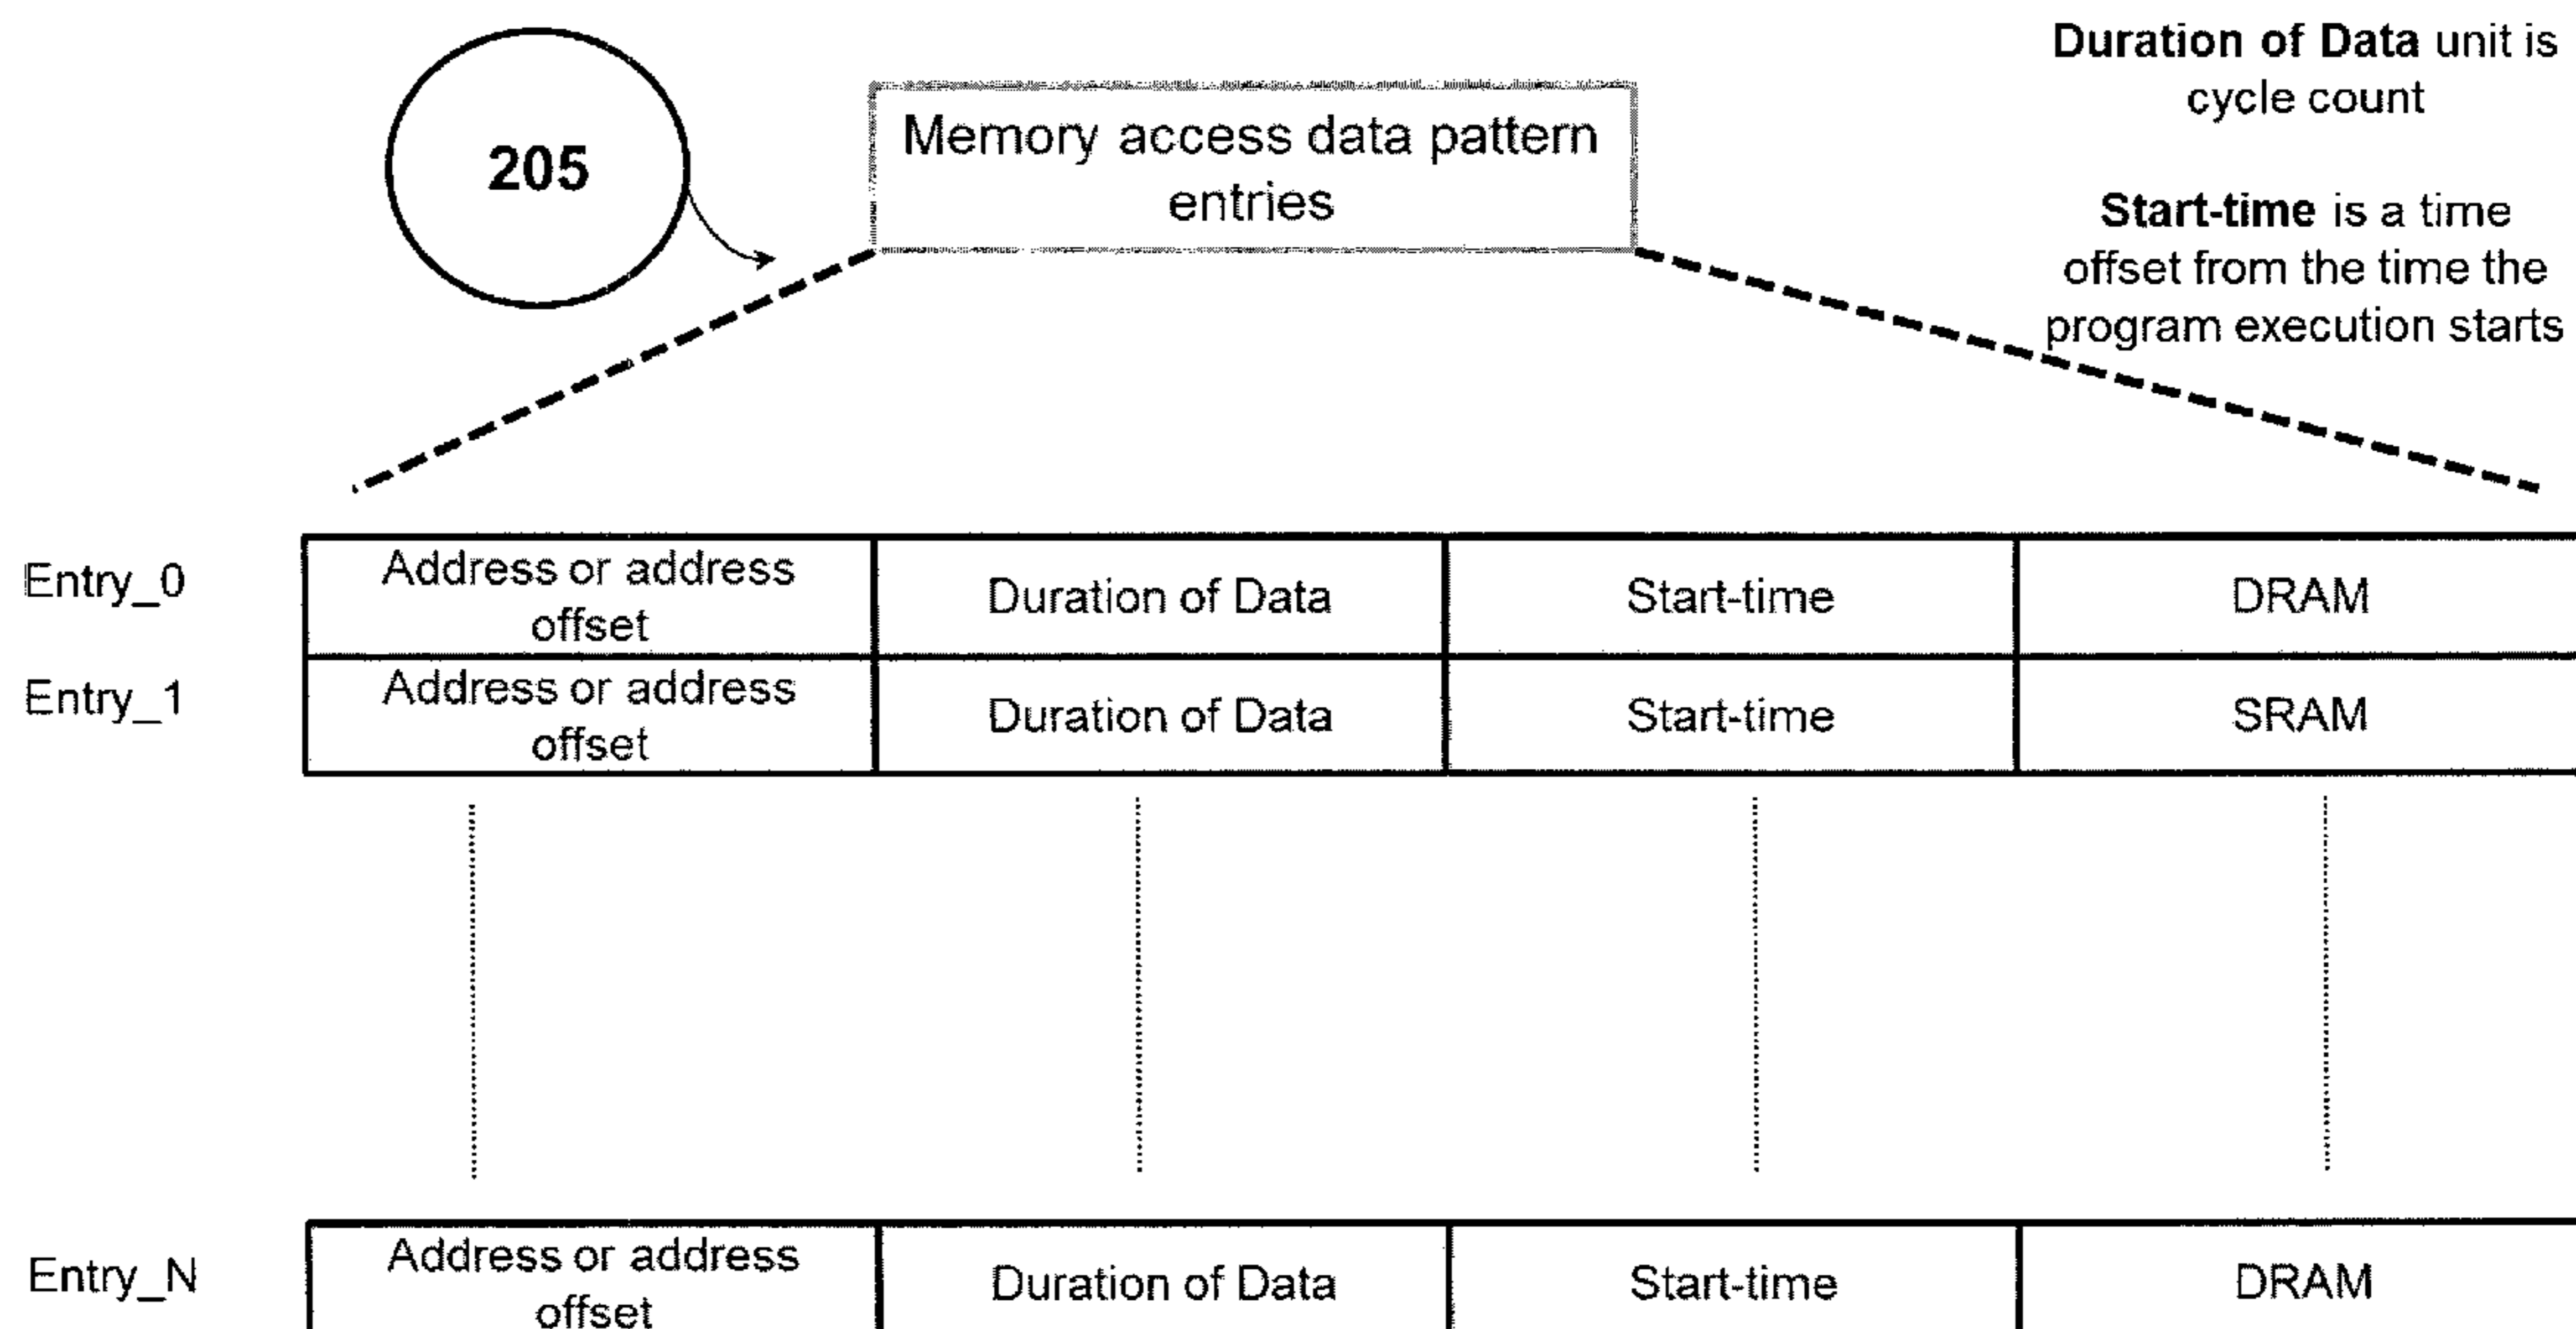 Duration of Data unit is
cycle count
205
Memory access data pattern
entries
Start-time is a time
offset from the time the
program execution starts
Entry_0
Address or address
offset
Duration of Data
Start-time
DRAM
Entry_1
Address or address
offset
Duration of Data
Start-time
SRAM
Entry_N
Address or address
offset
Duration of Data
Start-time
DRAM